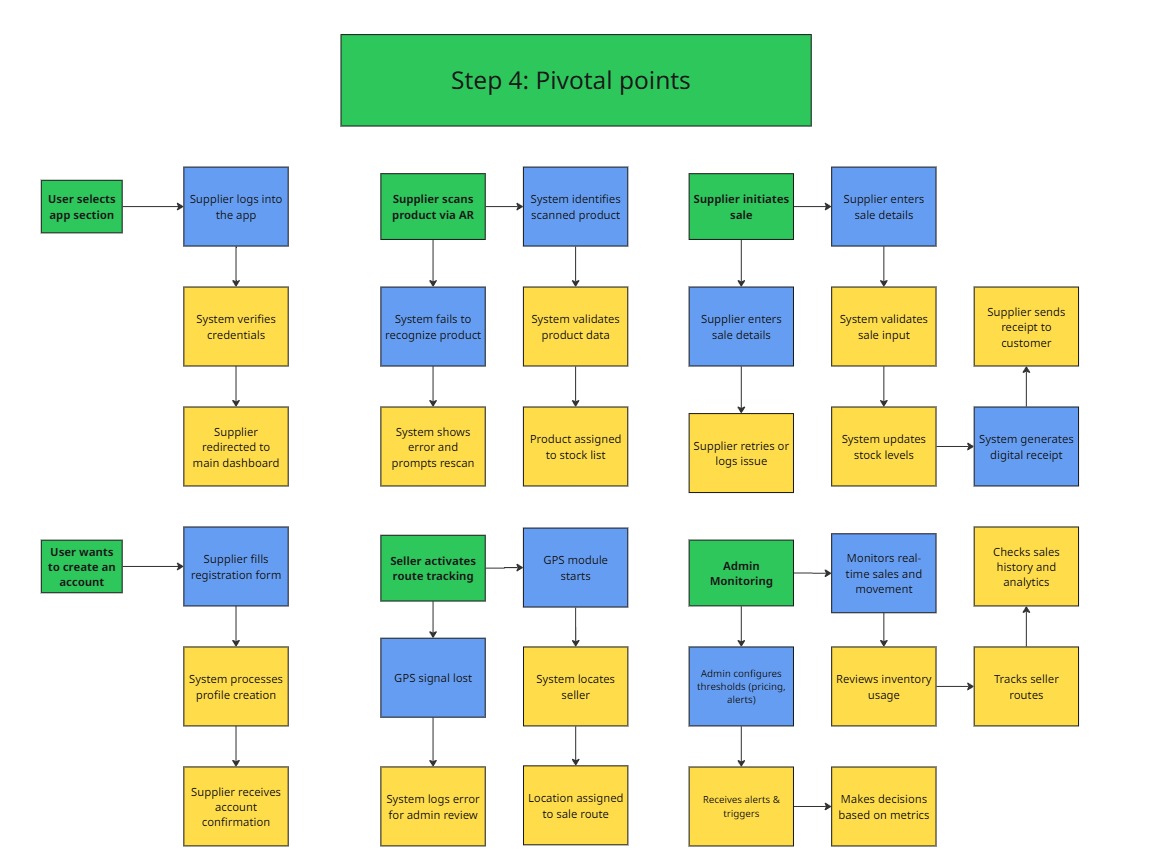 Step 4: Pivotal points
User selects
app section
Supplier logs into
the app
System verifies
credentials
Supplier
redirected to
main dashboard
Supplier scans
product via AR
System identifies
scanned product
System fails to
recognize product
System validates
product data
System shows
error and
prompts rescan
Product assigned
to stock list
Supplier initiates
sale
Supplier enters
sale details
Supplier enters
sale details
System validates
sale input
Supplier sends
receipt to
customer
Supplier retries or
logs issue
System updates
stock levels
System generates
digital receipt
User wants
to create an
account
Supplier fills
registration form
System processes
profile creation
Supplier receives
account
confirmation
Seller activates
route tracking
GPS module
starts
GPS signal lost
System locates
seller
System logs error
for admin review
Location assigned
to sale route
Admin
Monitoring
Monitors real-
time sales and
movement
Checks sales
history and
analytics
Admin configures
thresholds (pricing,
alerts)
Reviews inventory
usage
Tracks seller
routes
Receives alerts &
triggers
Makes decisions
based on metrics